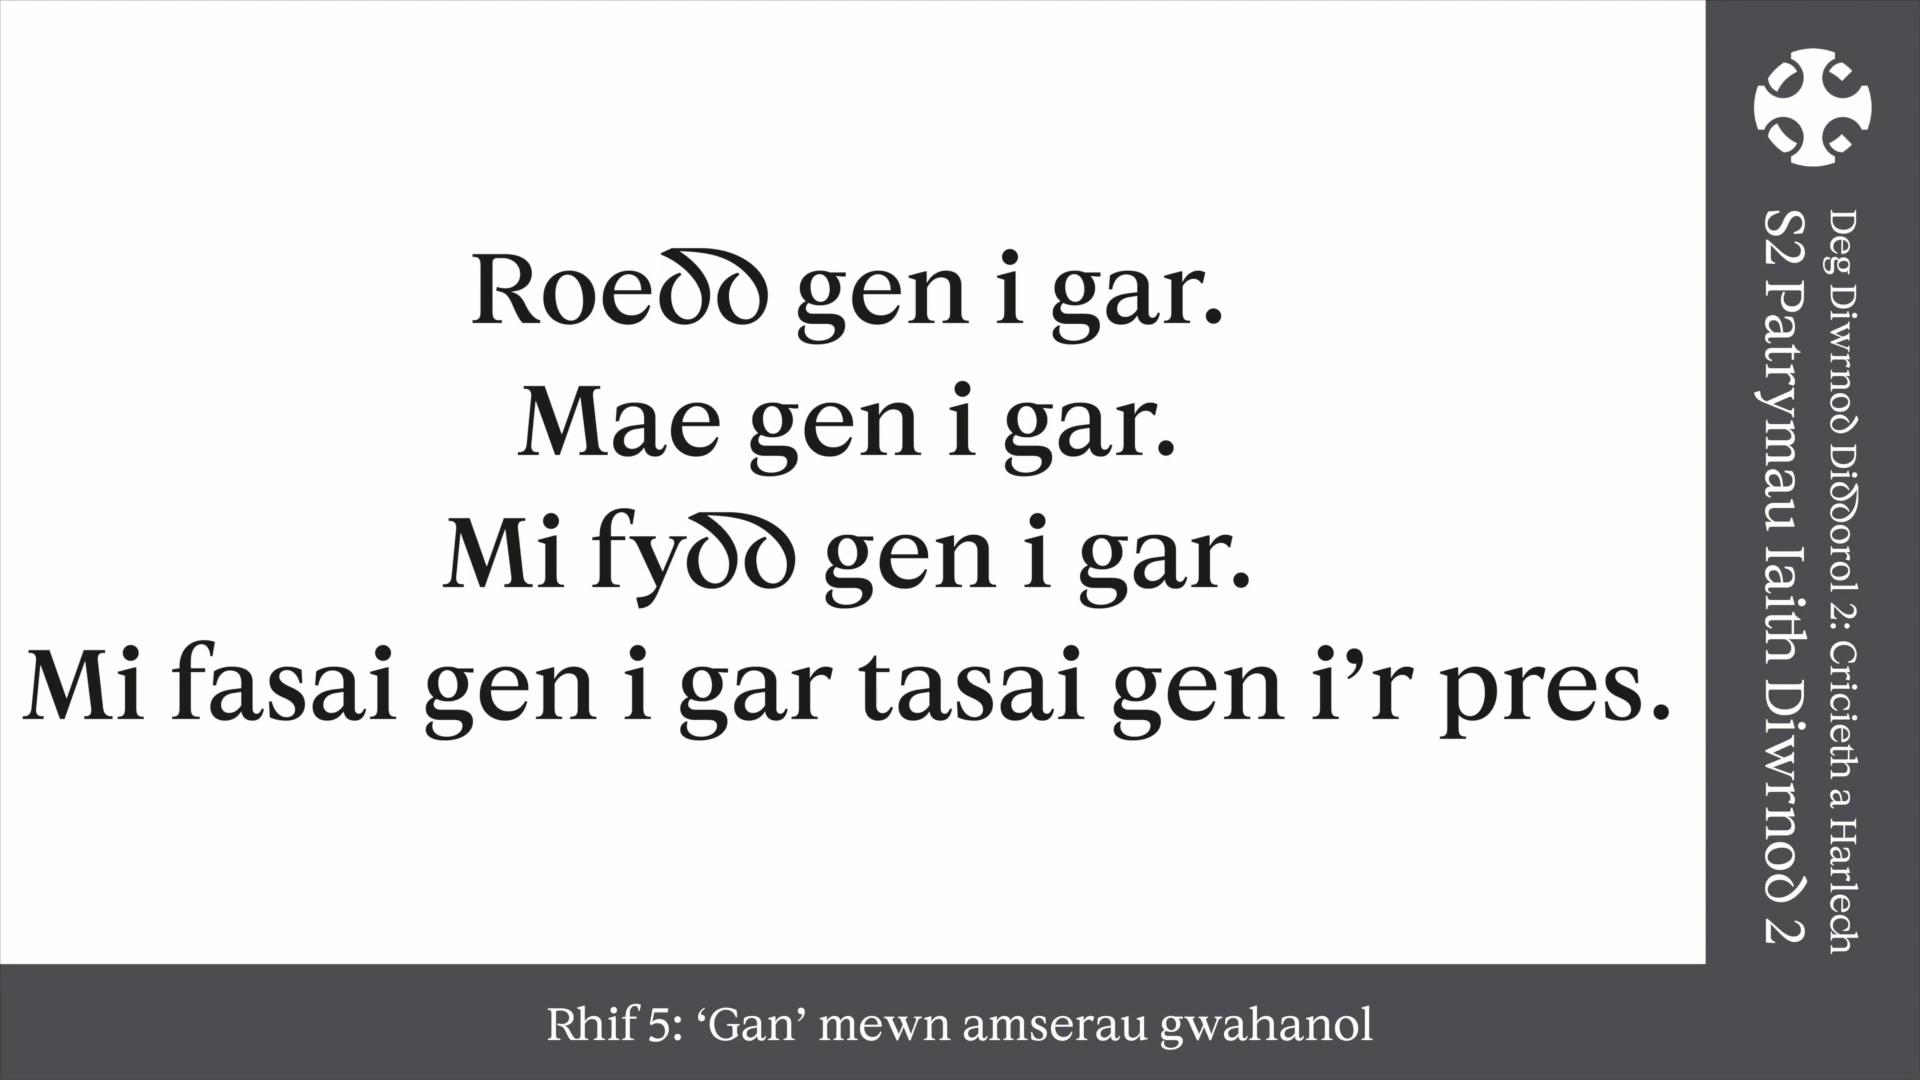 Roedd gen i gar.
Mae gen i gar.
Mi fydd gen i gar.
Mi fasai gen i gar tasai gen i’r pres.
Deg Diwrnod Diddorol 2: Cricieth a Harlech
S2 Patrymau Iaith Diwrnod 2
Rhif 5: ‘Gan’ mewn amserau gwahanol